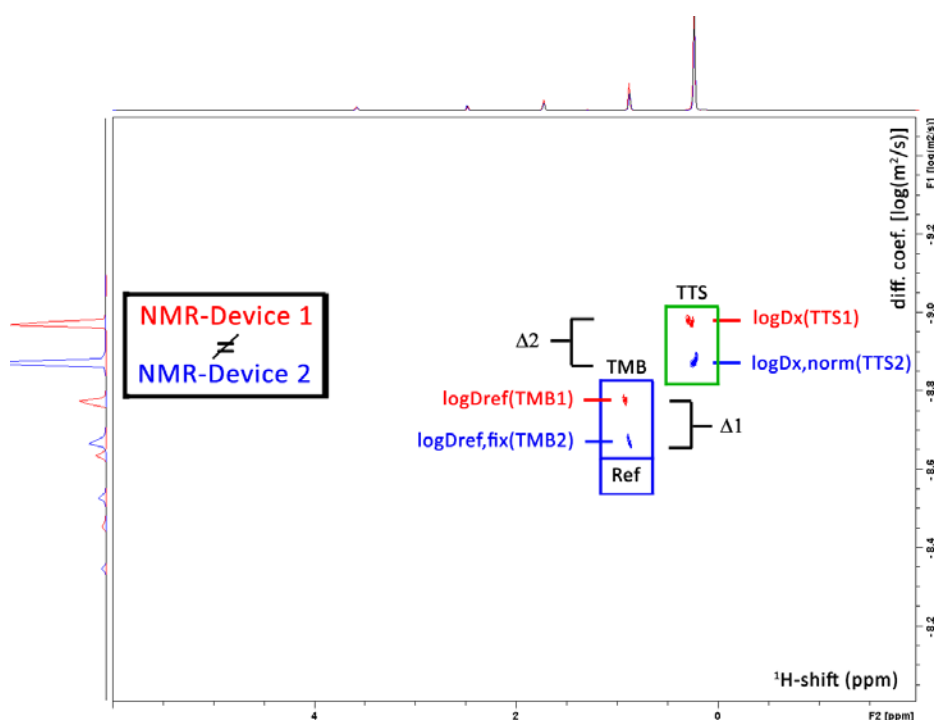 NMR-Device 1
≠
NMR-Device 2
TTS
Δ2
logDx(TTS1)
TMB
logDx,norm(TTS2)
logDref(TMB1)
Δ1
logDref,fix(TMB2)
Ref
diff. coef. [log(m²/s)]
F1 [log(m2/s)]
-9.2
-9.0
-8.8
-8.6
-8.4
-8.2
¹H-shift (ppm)
4
2
0
F2 [ppm]